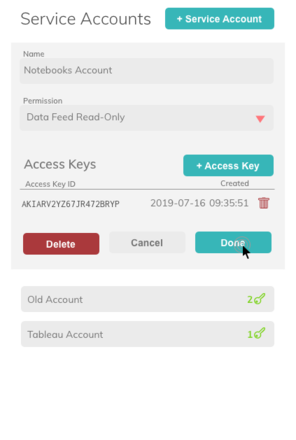 Service Accounts
+ Service Account
Name
Notebooks Account
Permission
Data Feed Read-Only
Access Keys
+ Access Key
Access Key ID
Created
AKIARV2YZ67JR472BRYP
2019-07-16 09:35:51
Delete
Cancel
Done
Old Account
2
Tableau Account
1